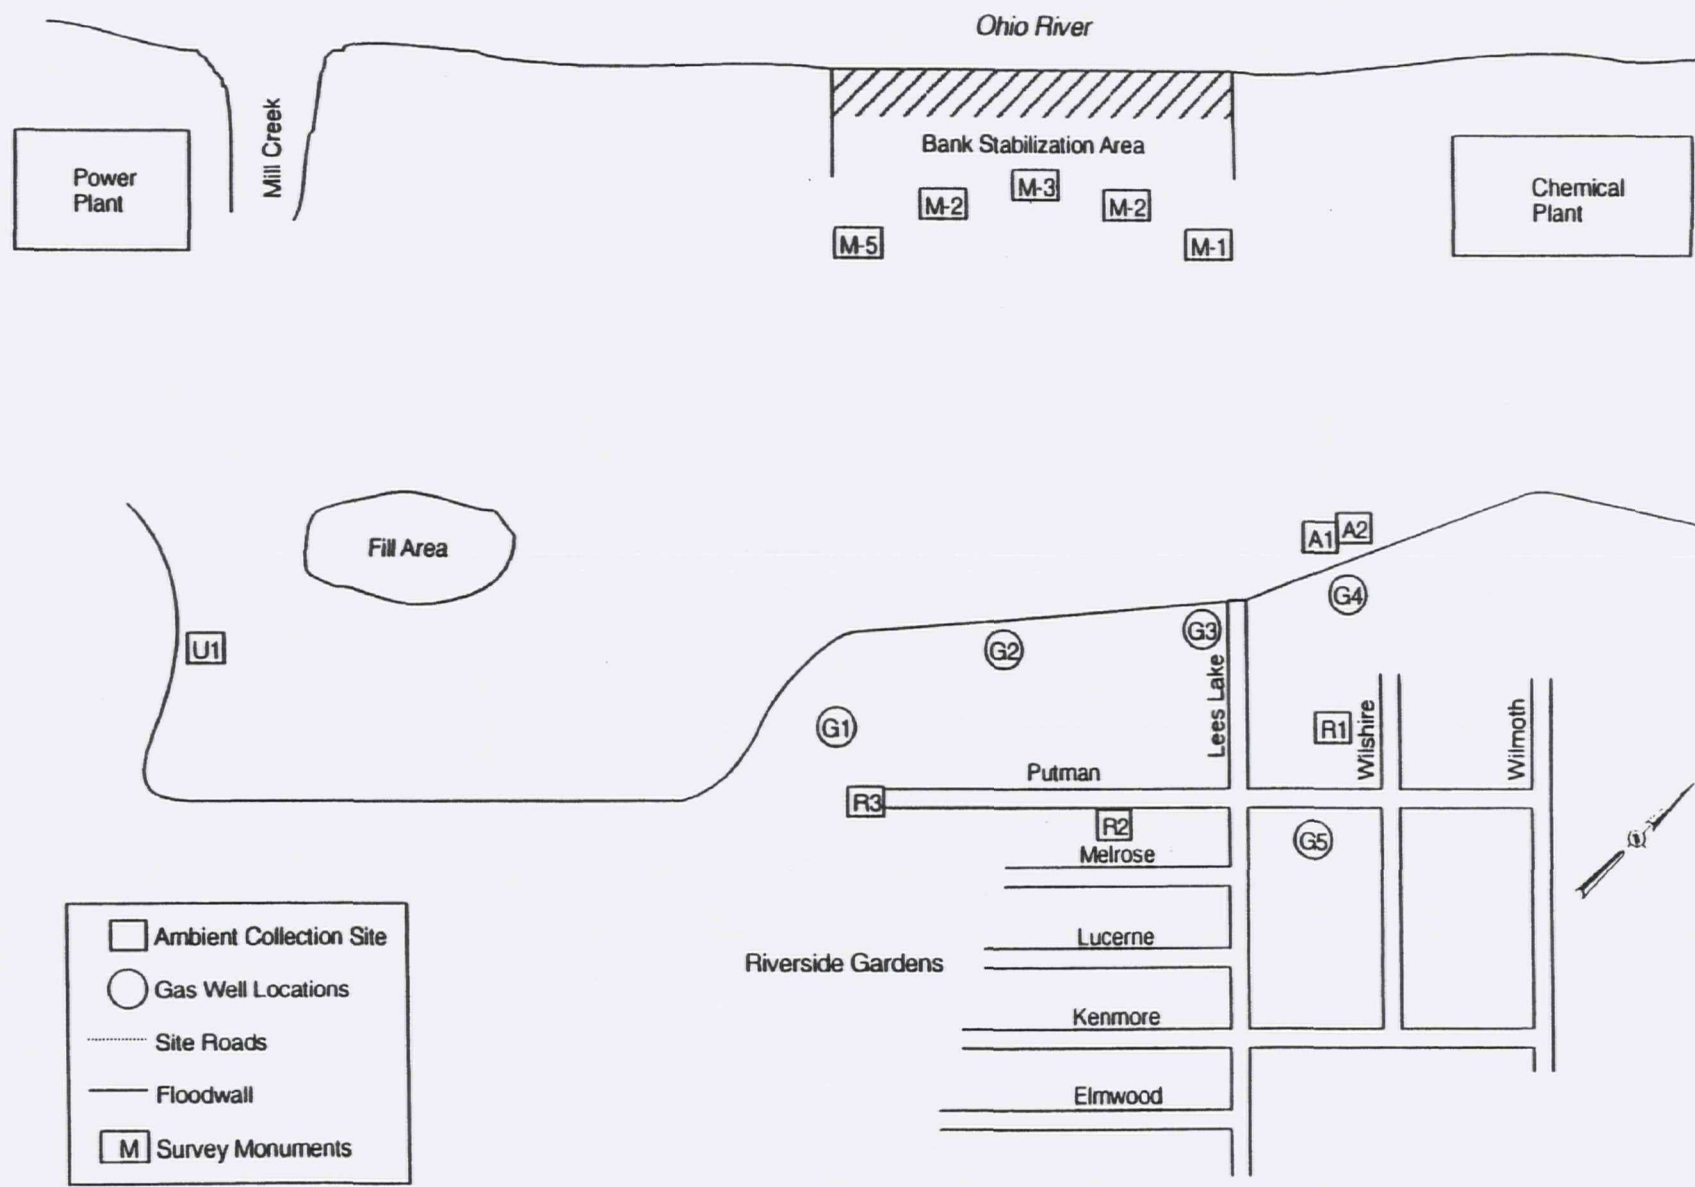 Ohio River
Mill Creek
Bank Stabilization Area
Power
Plant
Chemical
Plant
M-3
M-2
M-2
M-5
M-1
Fill Area
A1
A2
G4
U1
G3
G2
Lees Lake
G1
R1
Wilshire
Wilmoth
Putman
R3
R2
G5
Melrose
Ambient Collection Site
Gas Well Locations
Site Roads
Floodwall
M Survey Monuments
Lucerne
Riverside Gardens
Kenmore
Elmwood